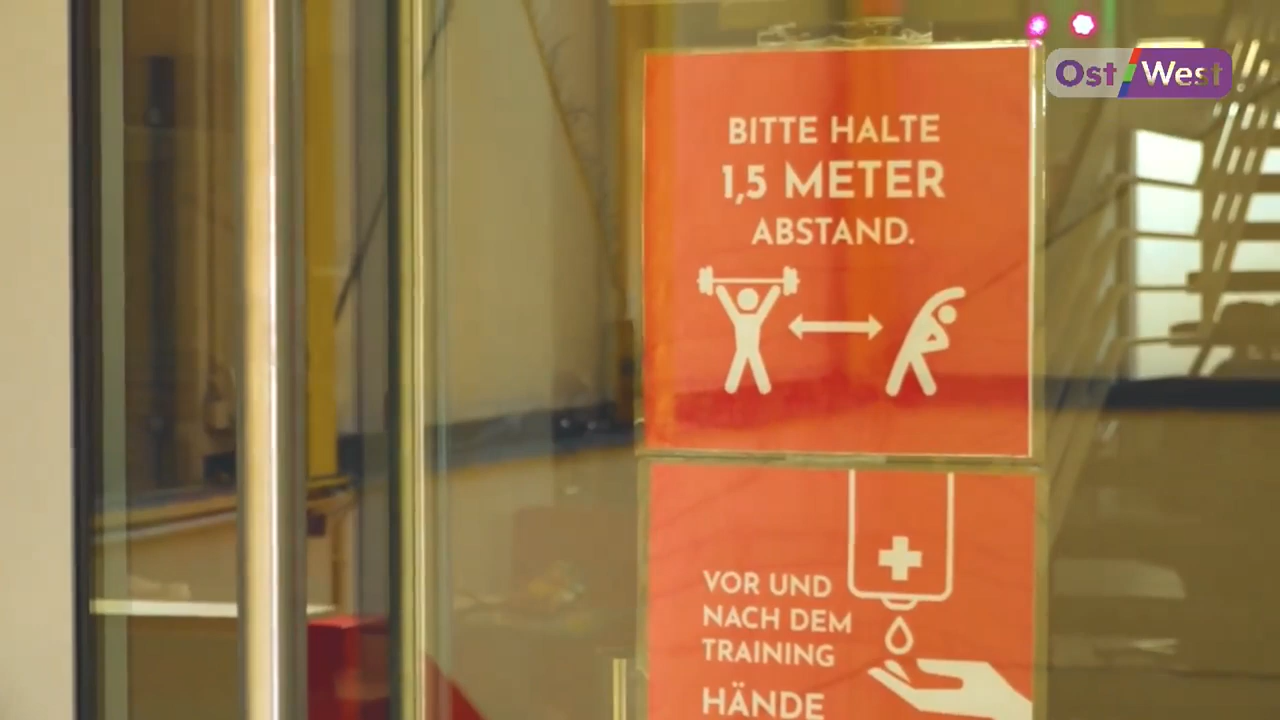 Ost West
BITTE HALTE
1,5 METER
ABSTAND.
VOR UND
NACH DEM
TRAINING
HÄNDE